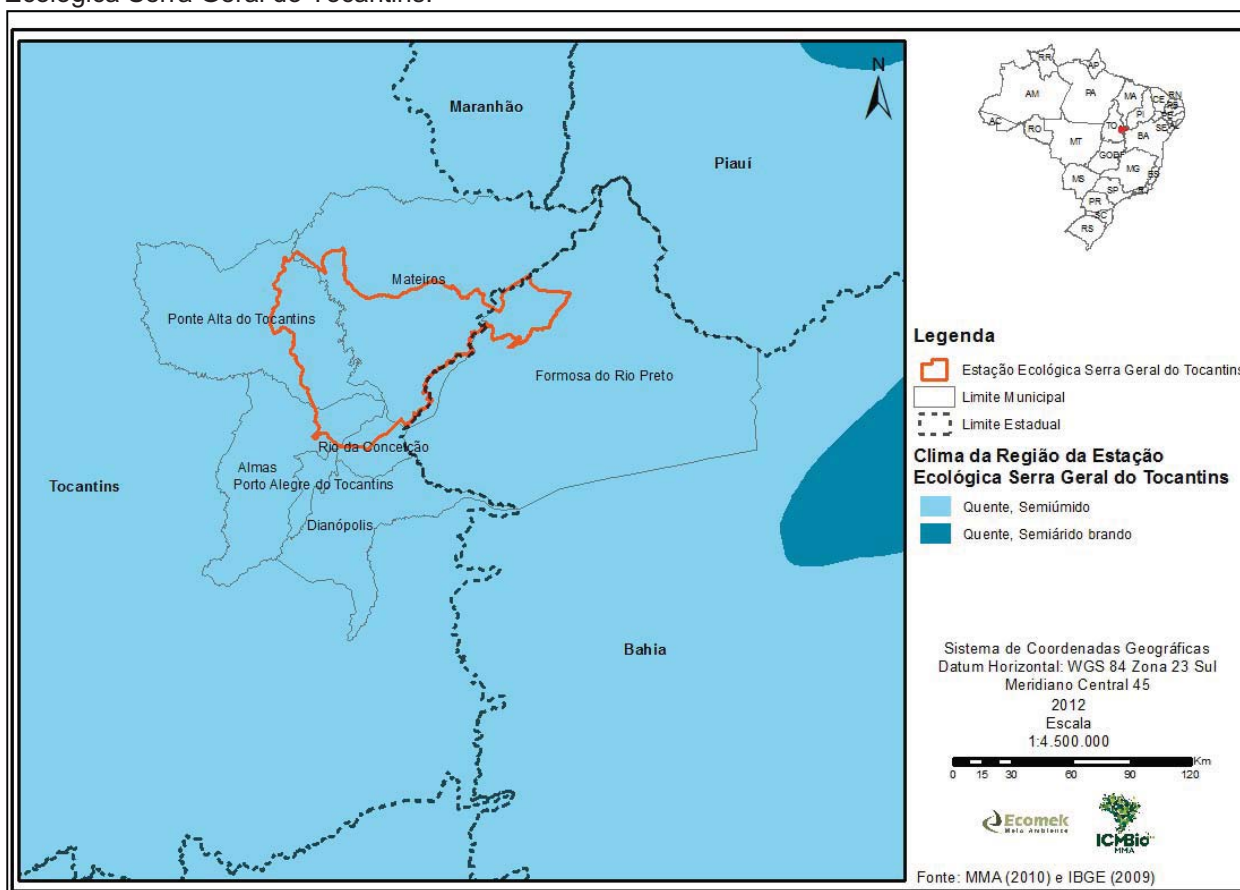 Ecológica Serra Geral do Tocantins.
Maranhão
N
Piauí
Mateiros
Ponte Alta do Tocantins
Formosa do Rio Preto
Rio da Conceição
Almas
Porto Alegre do Tocantins
Tocantins
Dianópolis
Bahia
RR
AP
AM
PA
MA
CE
RN
PB
PI
PE
AC
TO
AL
RO
SE
BA
MT
GO
DF
MG
ES
MS
SP
PR
SC
RS
Legenda
Estação Ecológica Serra Geral do Tocantins
Limite Municipal
Limite Estadual
Clima da Região da Estação
Ecológica Serra Geral do Tocantins
Quente, Semiúmido
Quente, Semiárido brando
Sistema de Coordenadas Geográficas
Datum Horizontal: WGS 84 Zona 23 Sul
Meridiano Central 45
2012
Escala
1:4.500.000
Km
0 15 30 60 90 120
Ecomek
Meio Ambiente
ICMBio
MMA
Fonte: MMA (2010) e IBGE (2009)